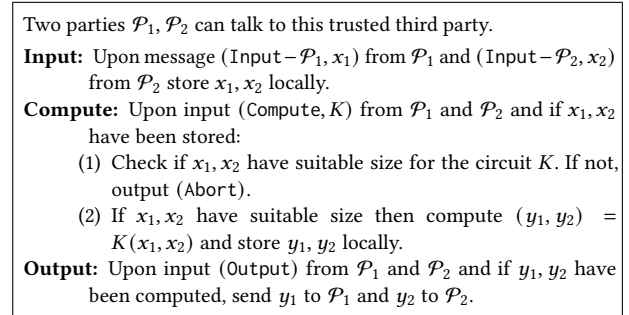 Two parties 𝒫₁, 𝒫₂ can talk to this trusted third party.
Input: Upon message (Input−𝒫₁, x₁) from 𝒫₁ and (Input−𝒫₂, x₂)
from 𝒫₂ store x₁, x₂ locally.
Compute: Upon input (Compute, K) from 𝒫₁ and 𝒫₂ and if x₁, x₂
have been stored:
(1) Check if x₁, x₂ have suitable size for the circuit K. If not,
output (Abort).
(2) If x₁, x₂ have suitable size then compute (y₁, y₂) =
K(x₁, x₂) and store y₁, y₂ locally.
Output: Upon input (Output) from 𝒫₁ and 𝒫₂ and if y₁, y₂ have
been computed, send y₁ to 𝒫₁ and y₂ to 𝒫₂.